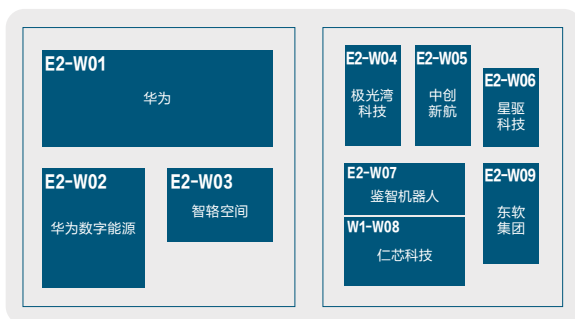 E2-W01
华为
E2-W02
华为数字能源
E2-W03
智辂空间
E2-W04
极光湾
科技
E2-W05
中创
新航
E2-W06
星驱
科技
E2-W07
鉴智机器人
W1-W08
仁芯科技
E2-W09
东软
集团